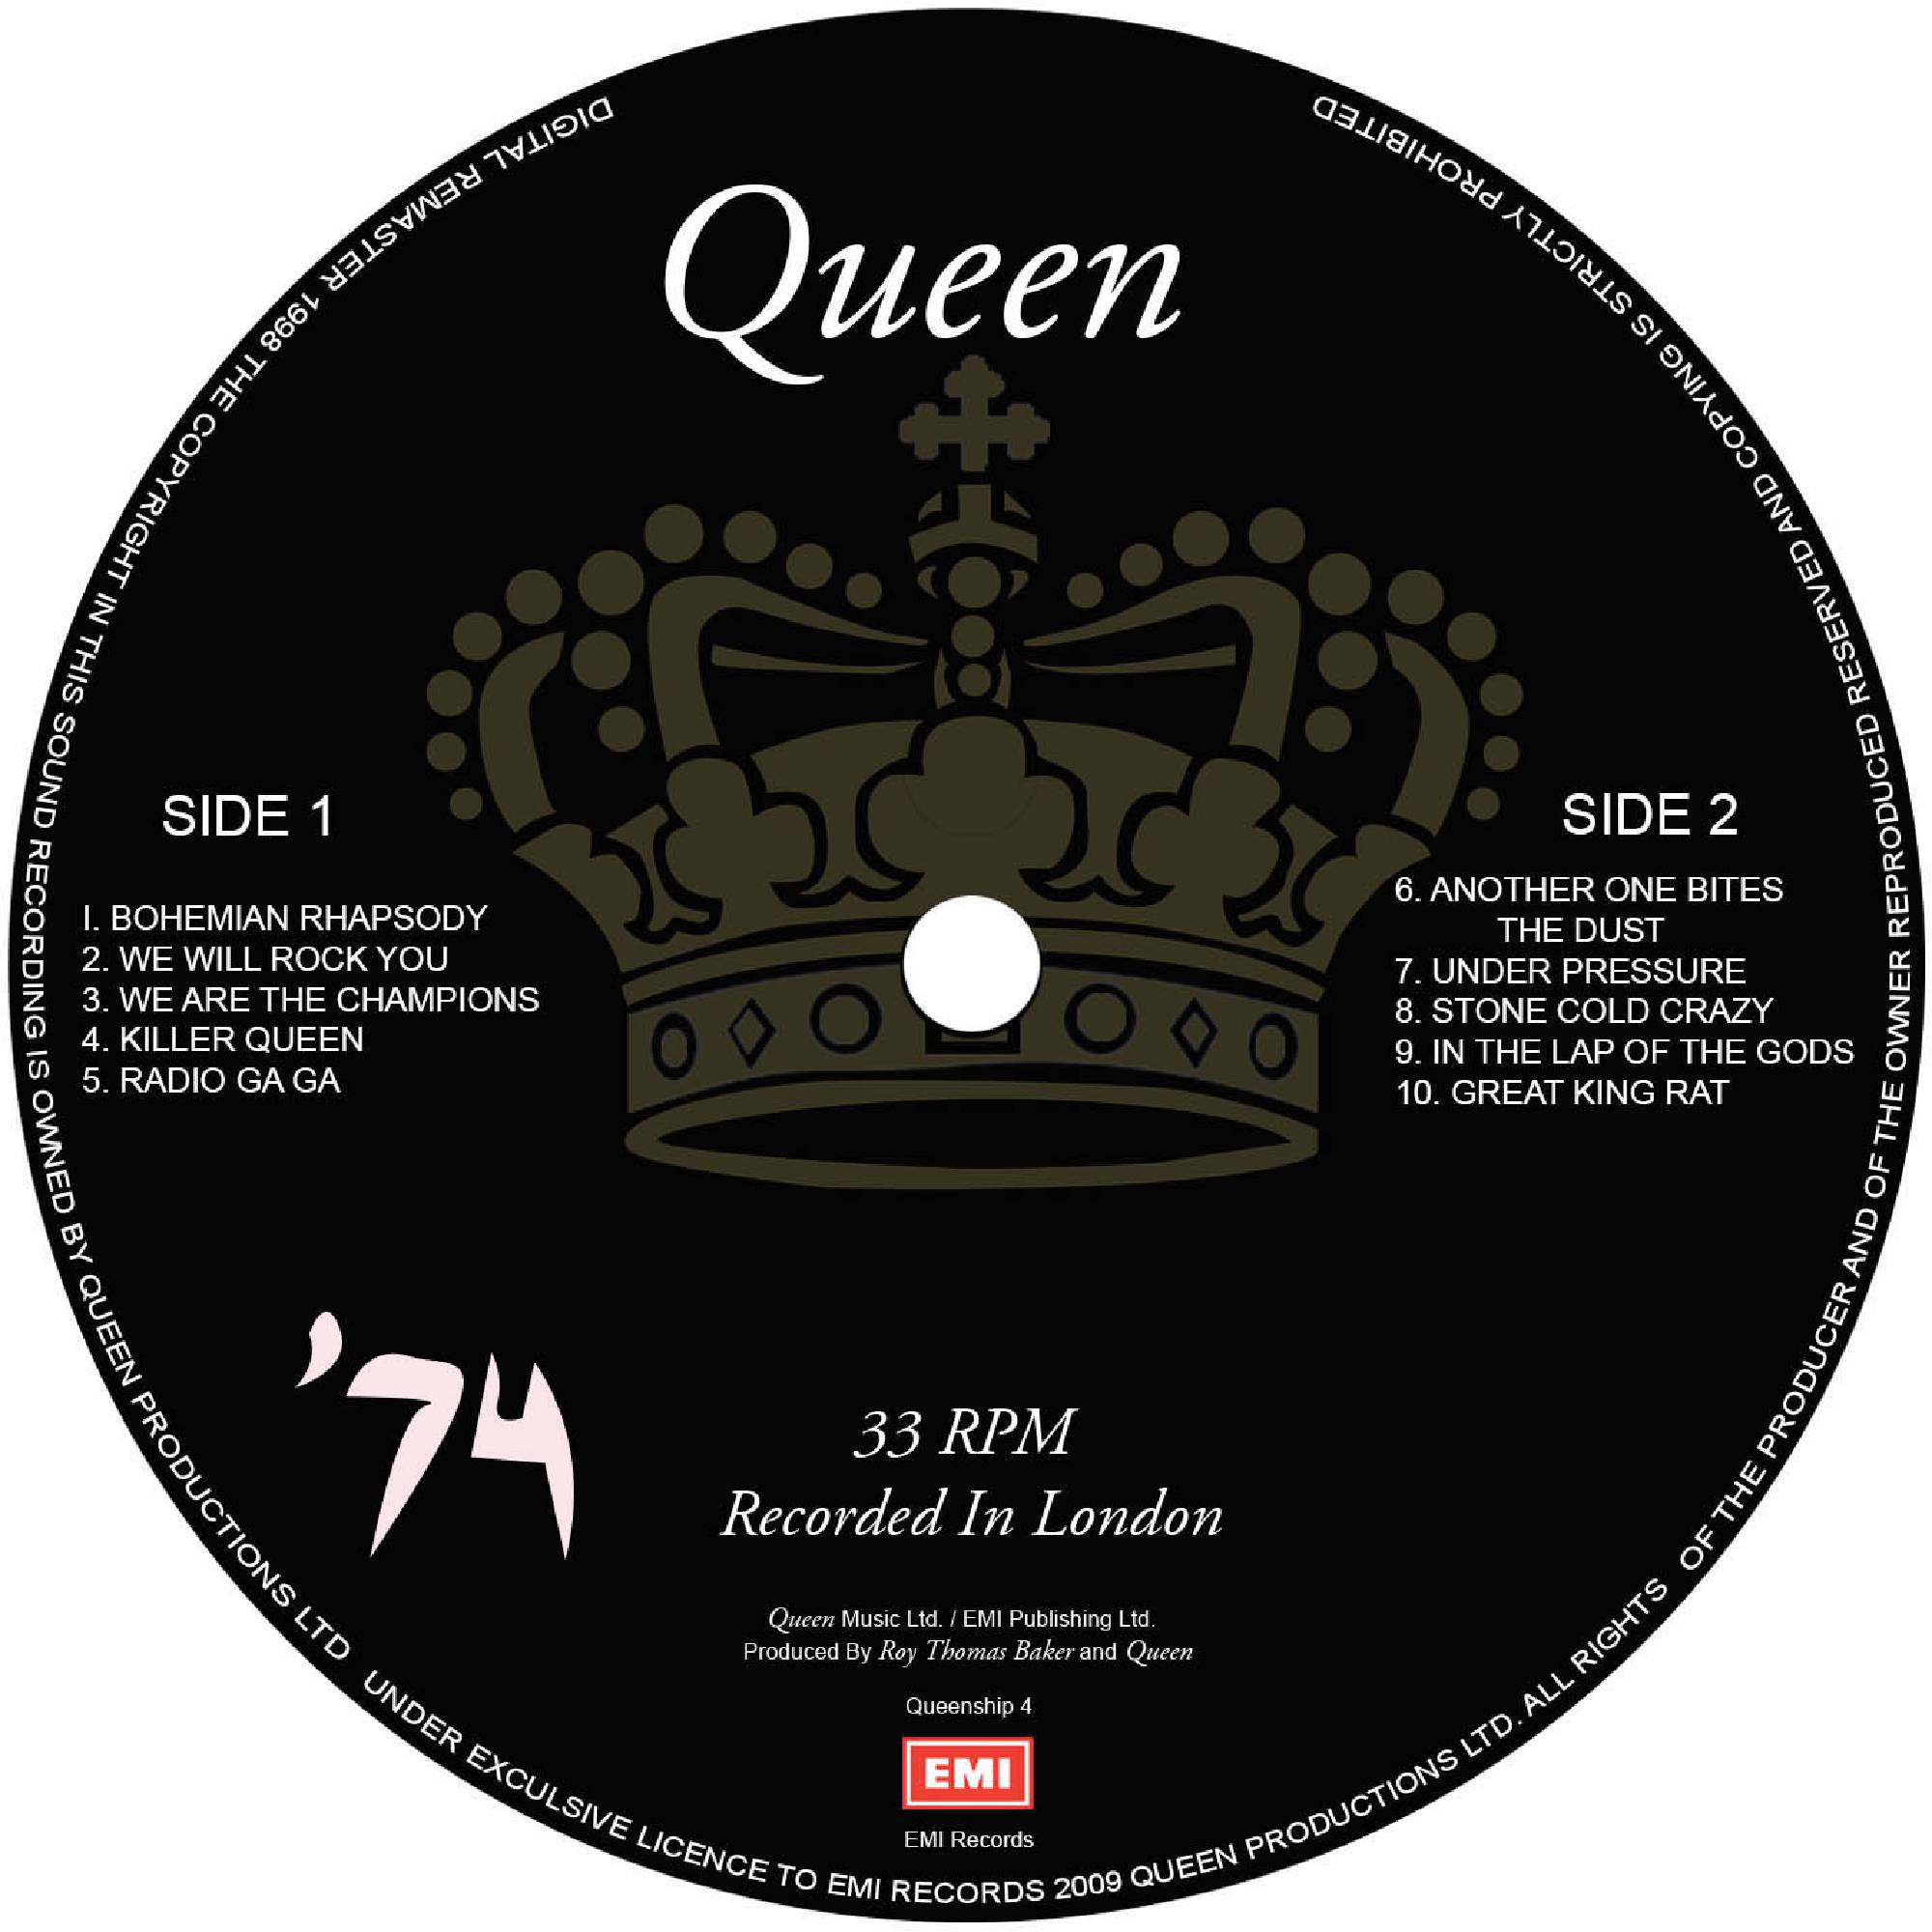 Queen
SIDE 1
I. BOHEMIAN RHAPSODY
2. WE WILL ROCK YOU
3. WE ARE THE CHAMPIONS
4. KILLER QUEEN
5. RADIO GA GA
SIDE 2
6. ANOTHER ONE BITES
THE DUST
7. UNDER PRESSURE
8. STONE COLD CRAZY
9. IN THE LAP OF THE GODS
10. GREAT KING RAT
'74
33 RPM
Recorded In London
Queen Music Ltd. / EMI Publishing Ltd.
Produced By Roy Thomas Baker and Queen
Queenship 4
EMI
EMI Records
DIGITAL REMASTER 1998 THE COPYRIGHT IN THIS SOUND RECORDING IS OWNED BY QUEEN PRODUCTIONS LTD UNDER EXCULSIVE LICENCE TO EMI RECORDS 2009 QUEEN PRODUCTIONS LTD. ALL RIGHTS OF THE PRODUCER AND OF THE OWNER REPRODUCED RESERVED AND COPYING IS STRICTLY PROHIBITED